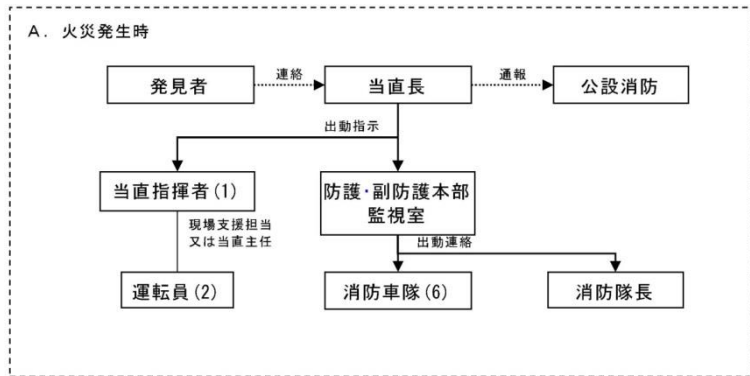 A. 火災発生時
発見者
連絡
当直長
通報
公設消防
出動指示
当直指揮者(1)
防護・副防護本部
監視室
現場支援担当
又は当直主任
出動連絡
運転員(2)
消防車隊(6)
消防隊長